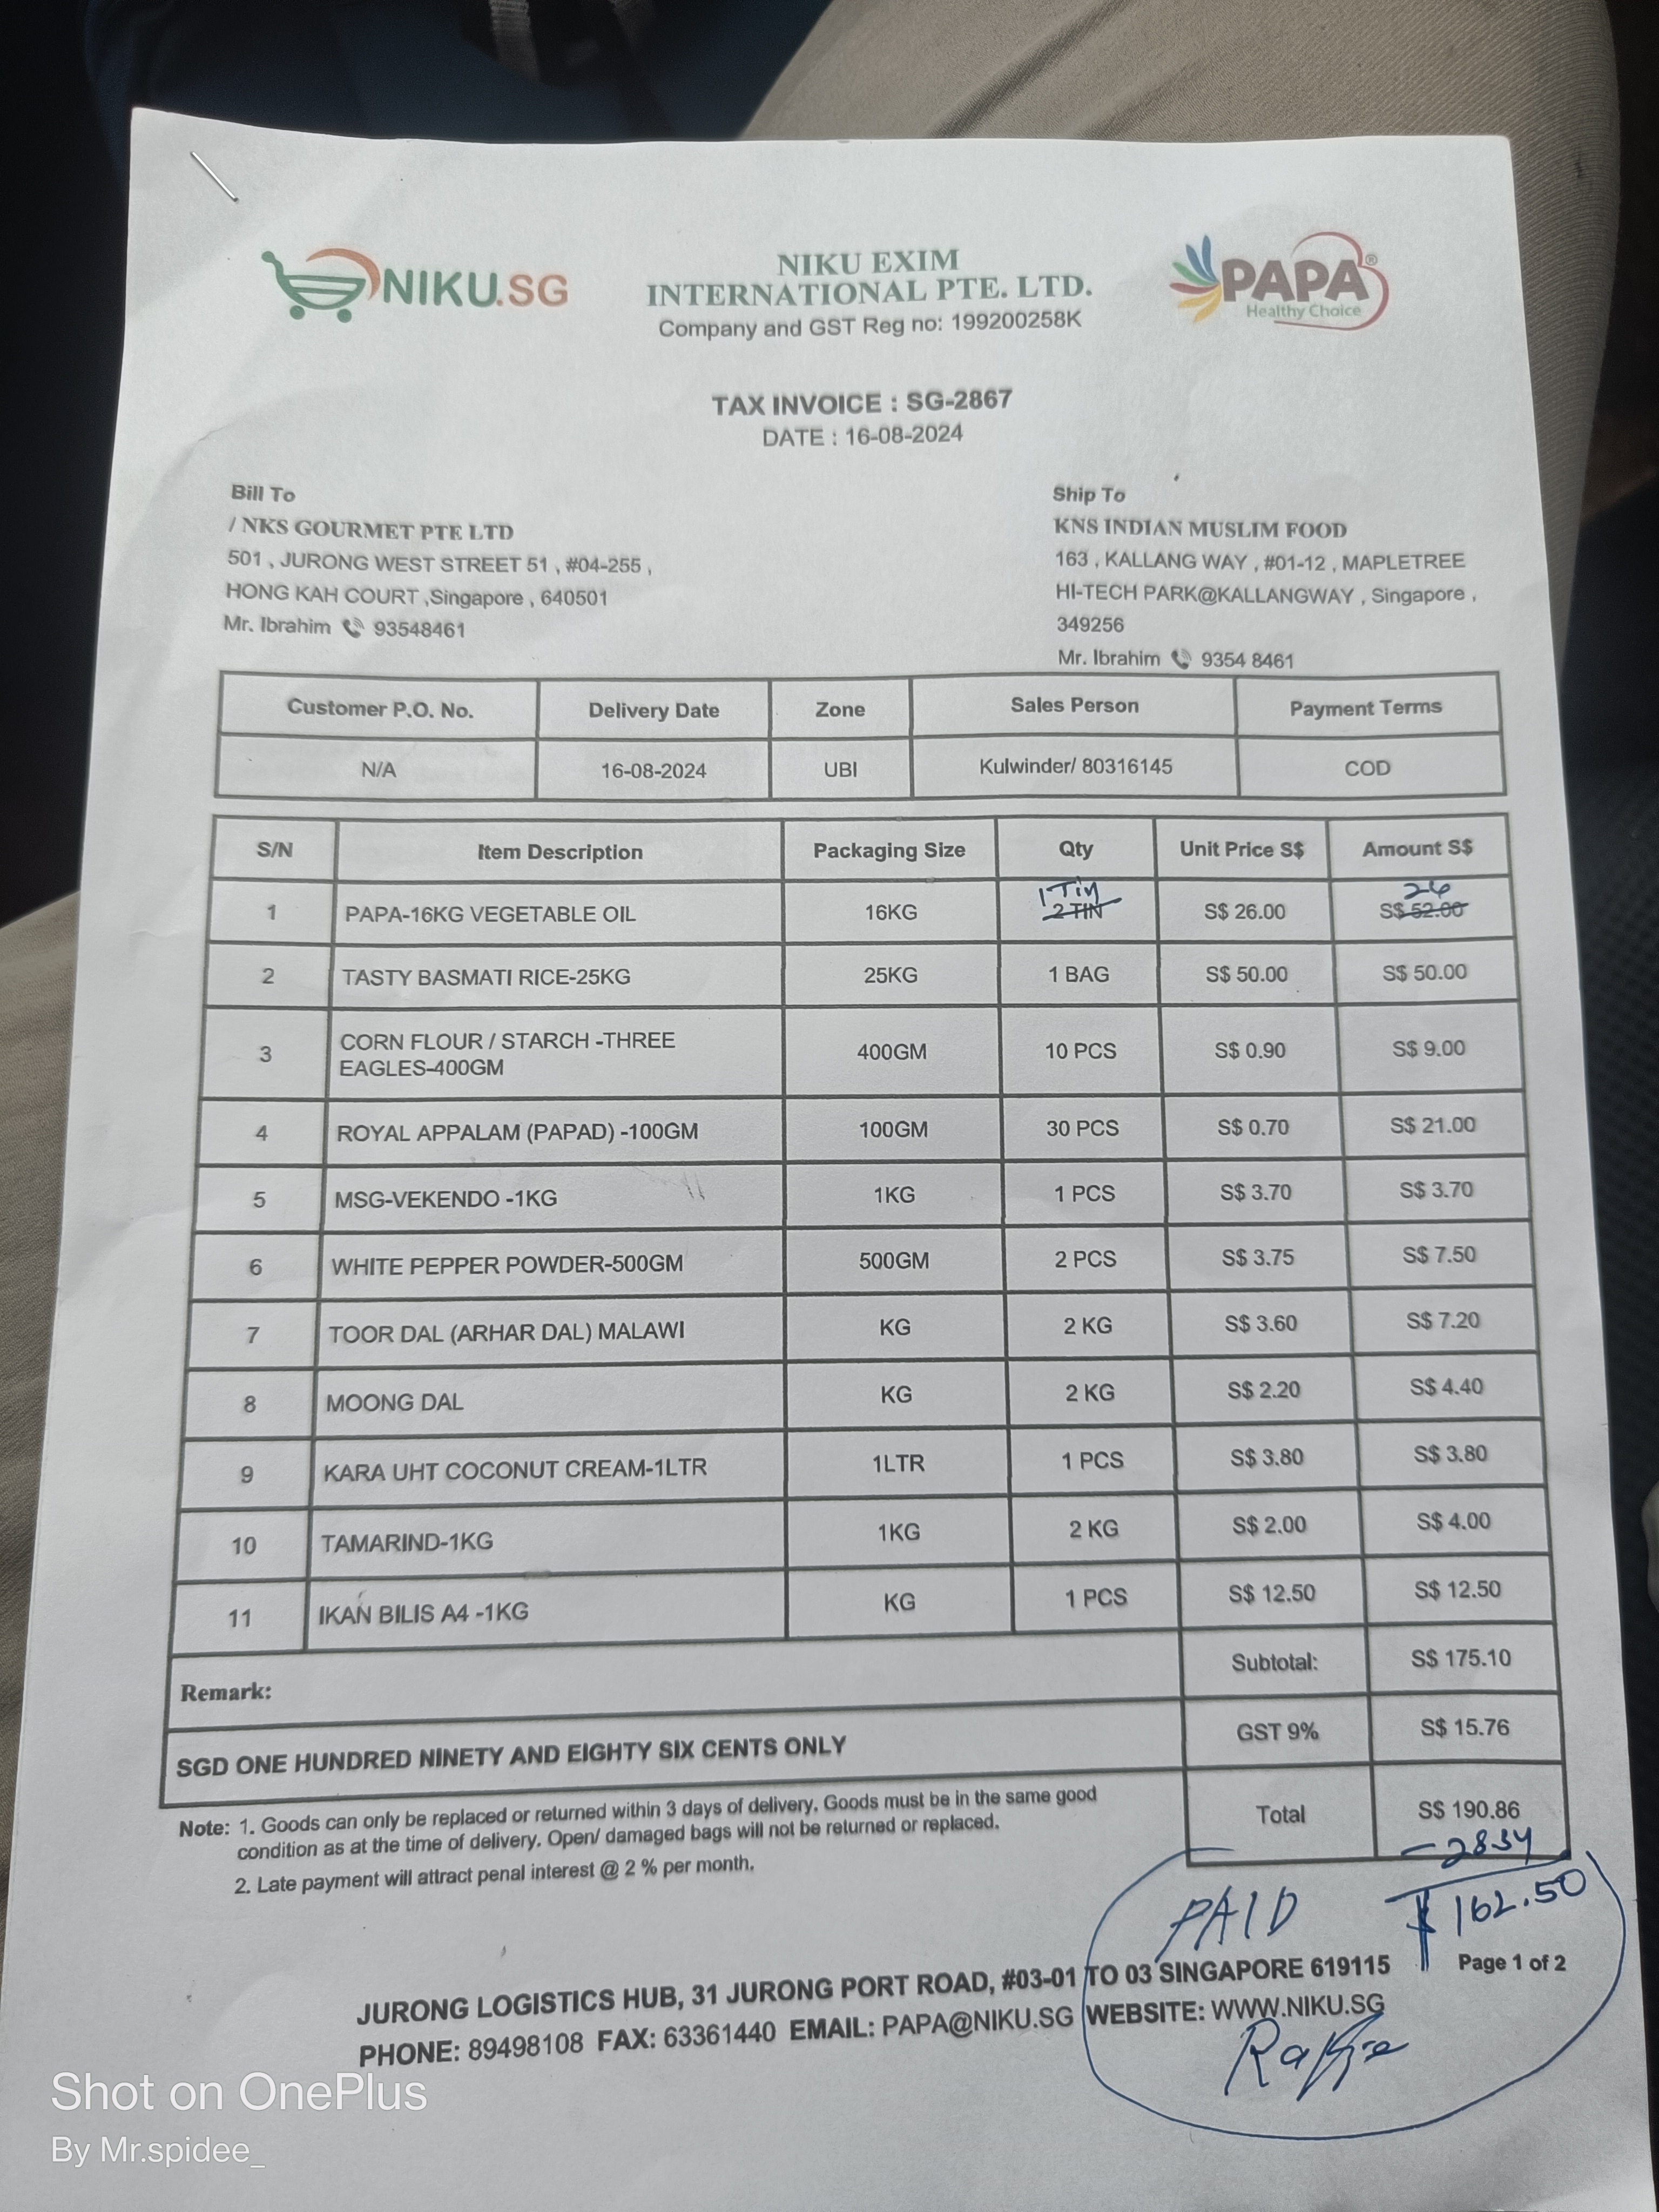 NIKU.SG
NIKU EXIM
INTERNATIONAL PTE. LTD.
Company and GST Reg no: 199200258K
PAPA®
Healthy Choice
TAX INVOICE : SG-2867
DATE : 16-08-2024
Bill To
/ NKS GOURMET PTE LTD
501 , JURONG WEST STREET 51 , #04-255 ,
HONG KAH COURT ,Singapore , 640501
Mr. Ibrahim 93548461
Ship To
KNS INDIAN MUSLIM FOOD
163 , KALLANG WAY , #01-12 , MAPLETREE
HI-TECH PARK@KALLANGWAY , Singapore ,
349256
Mr. Ibrahim 9354 8461
Customer P.O. No. Delivery Date Zone Sales Person Payment Terms
N/A 16-08-2024 UBI Kulwinder/ 80316145 COD
S/N Item Description Packaging Size Qty Unit Price S$ Amount S$
1 Tin 26
1 PAPA-16KG VEGETABLE OIL 16KG 2 TIN S$ 26.00 S$ 52.00
2 TASTY BASMATI RICE-25KG 25KG 1 BAG S$ 50.00 S$ 50.00
3 CORN FLOUR / STARCH -THREE EAGLES-400GM 400GM 10 PCS S$ 0.90 S$ 9.00
4 ROYAL APPALAM (PAPAD) -100GM 100GM 30 PCS S$ 0.70 S$ 21.00
5 MSG-VEKENDO -1KG 1KG 1 PCS S$ 3.70 S$ 3.70
6 WHITE PEPPER POWDER-500GM 500GM 2 PCS S$ 3.75 S$ 7.50
7 TOOR DAL (ARHAR DAL) MALAWI KG 2 KG S$ 3.60 S$ 7.20
8 MOONG DAL KG 2 KG S$ 2.20 S$ 4.40
9 KARA UHT COCONUT CREAM-1LTR 1LTR 1 PCS S$ 3.80 S$ 3.80
10 TAMARIND-1KG 1KG 2 KG S$ 2.00 S$ 4.00
11 IKAN BILIS A4 -1KG KG 1 PCS S$ 12.50 S$ 12.50
Remark:
Subtotal: S$ 175.10
SGD ONE HUNDRED NINETY AND EIGHTY SIX CENTS ONLY
GST 9% S$ 15.76
Total S$ 190.86
Note: 1. Goods can only be replaced or returned within 3 days of delivery. Goods must be in the same good
condition as at the time of delivery. Open/ damaged bags will not be returned or replaced.
2. Late payment will attract penal interest @ 2 % per month.
- 2834
$ 162.50
PAID
Page 1 of 2
JURONG LOGISTICS HUB, 31 JURONG PORT ROAD, #03-01 TO 03 SINGAPORE 619115
PHONE: 89498108 FAX: 63361440 EMAIL: PAPA@NIKU.SG WEBSITE: WWW.NIKU.SG
Shot on OnePlus
By Mr.spidee_